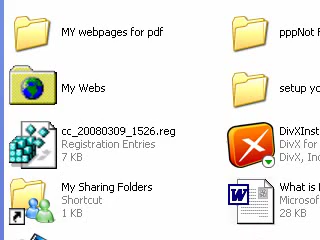 MY webpages for pdf
pppNot F
My Webs
setup yo
cc_20080309_1526.reg
Registration Entries
7 KB
DivXInst
DivX for
DivX, Inc
My Sharing Folders
Shortcut
1 KB
What is
Microsof
28 KB